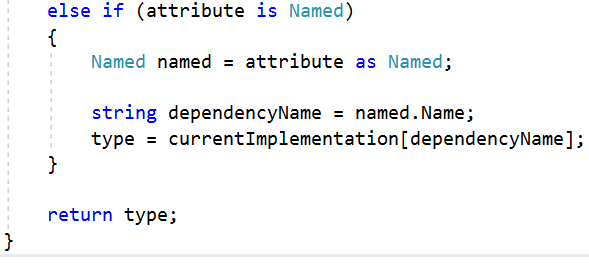 else if (attribute is Named)
{
Named named = attribute as Named;
string dependencyName = named.Name;
type = currentImplementation[dependencyName];
}
return type;
}